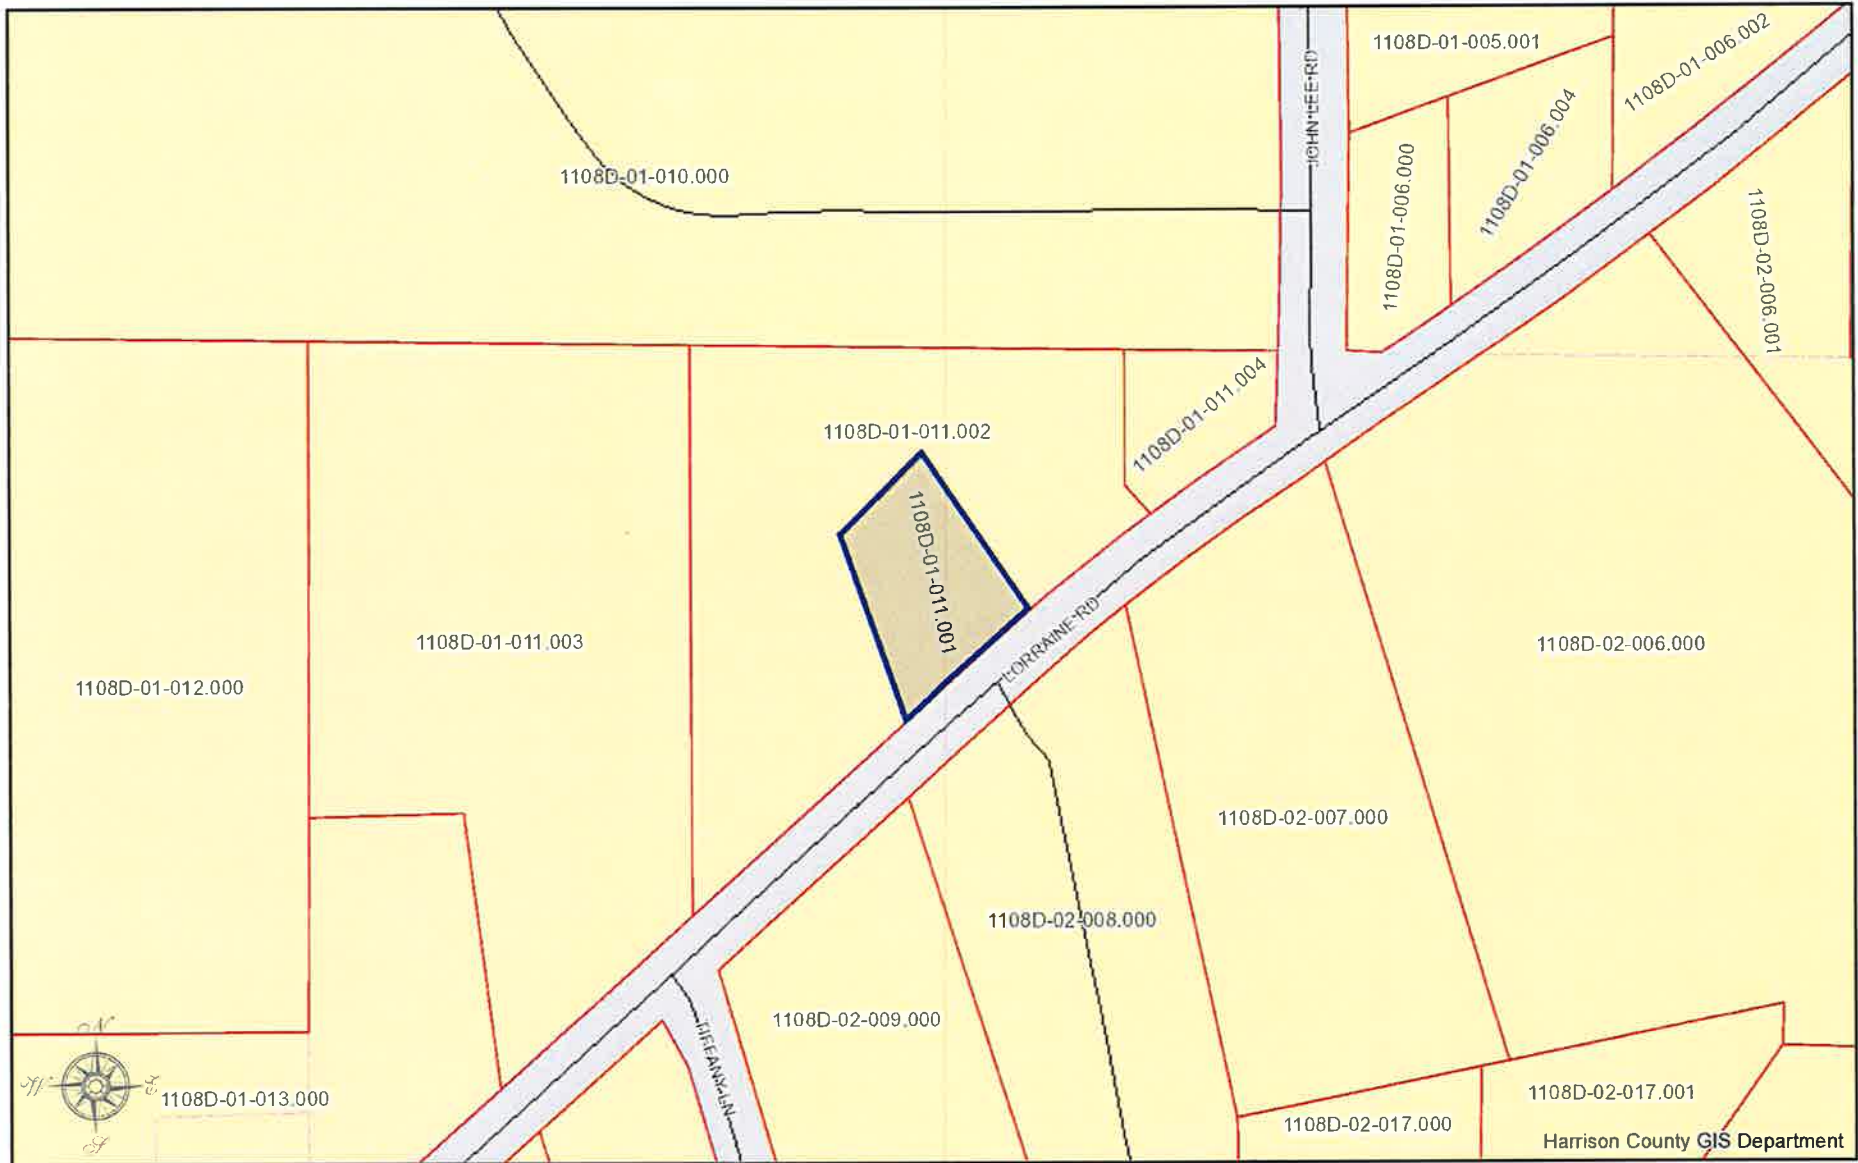 1108D-01-005.001
1108D-01-006.002
JOHN LEE RD
1108D-01-006.004
1108D-01-010.000
1108D-01-006.000
1108D-02-006.001
1108D-01-011.004
1108D-01-011.002
1108D-01-011.001
LORRAINE RD
1108D-01-011.003
1108D-02-006.000
1108D-01-012.000
1108D-02-007.000
1108D-02-008.000
1108D-02-009.000
TIFFANY LN
N
W
E
S
1108D-01-013.000
1108D-02-017.001
1108D-02-017.000
Harrison County GIS Department